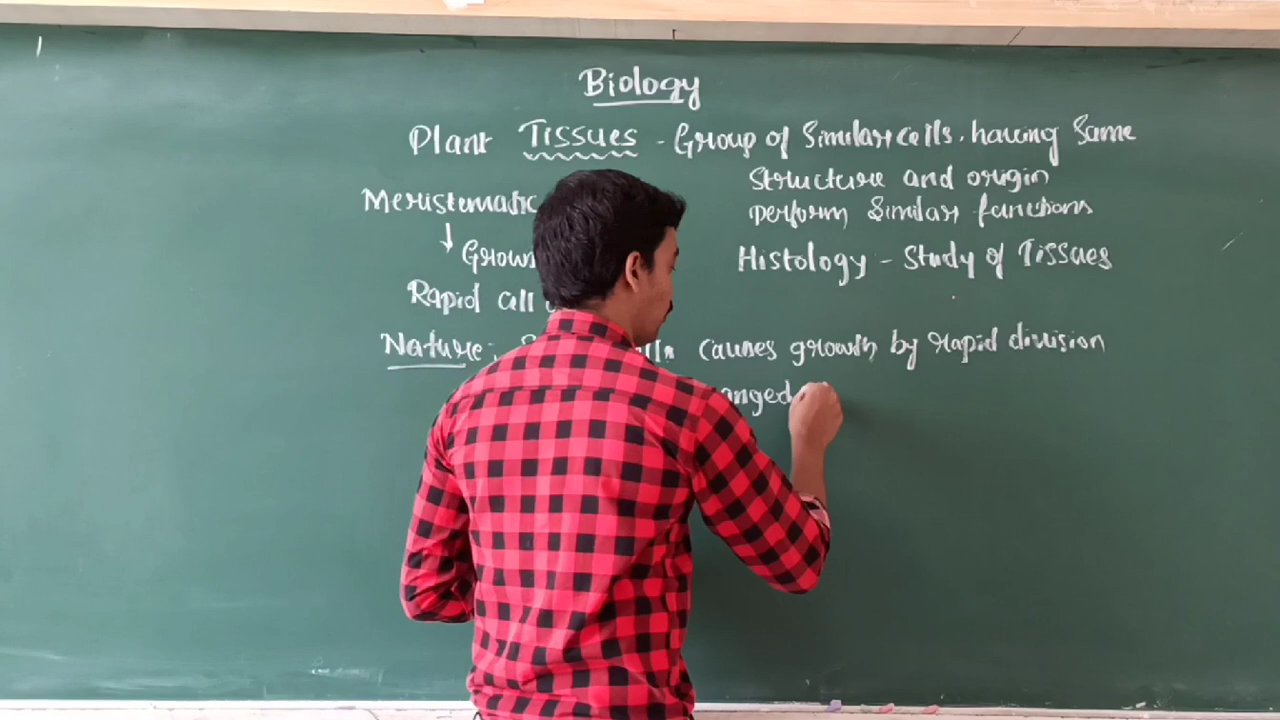 Biology
Plant Tissues - Group of Similar cells, having Same
Structure and origin
perform Similar functions
Meristematic
↓ Grow
Histology - Study of Tissues
Rapid cell
Nature: causes growth by rapid division